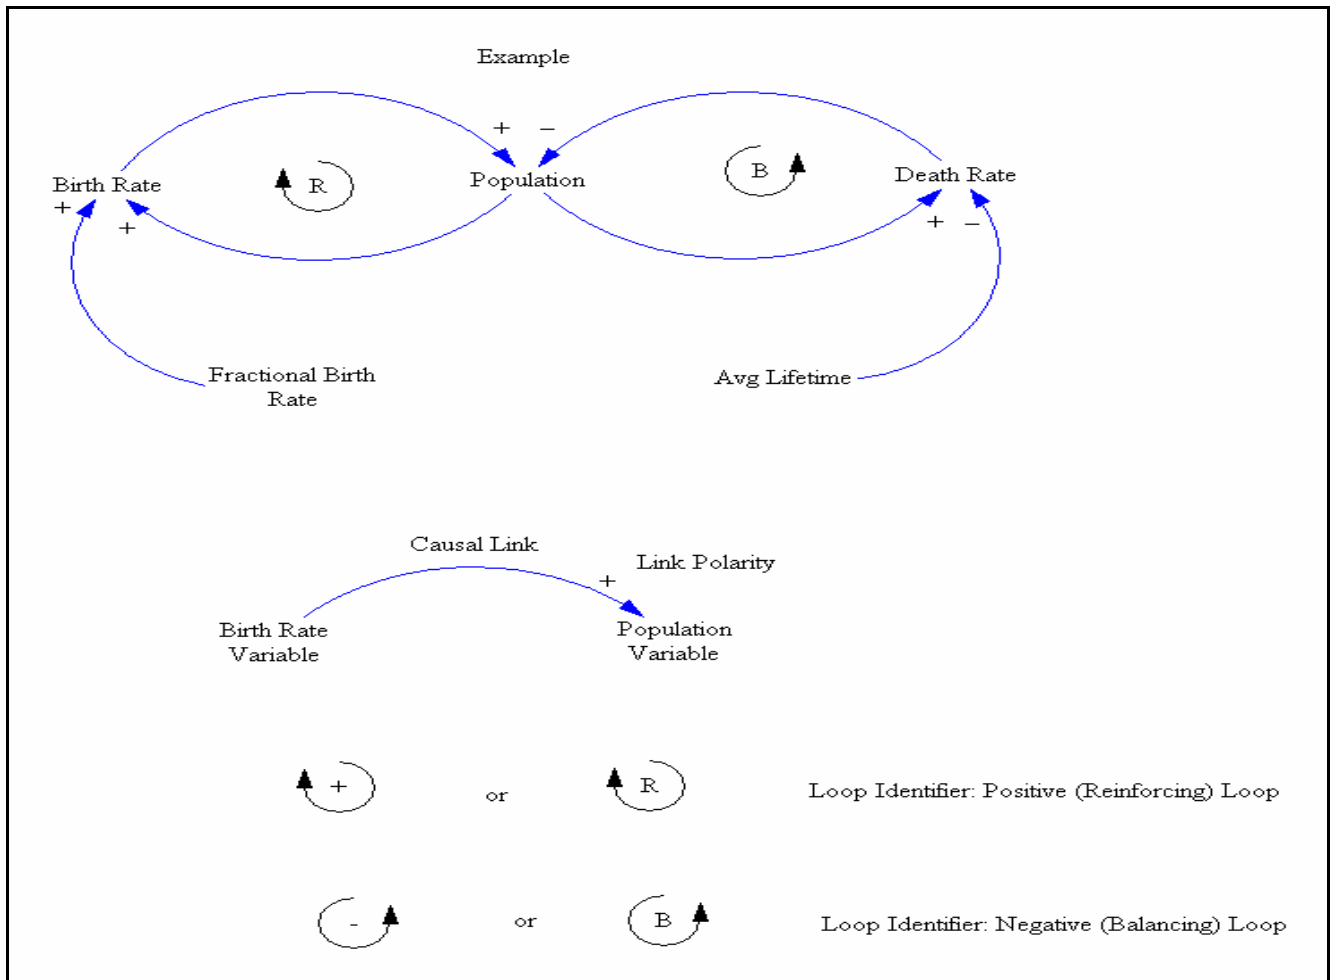 Example
+ –
R
B
Birth Rate
Population
Death Rate
+
+
+ –
Fractional Birth
Rate
Avg Lifetime
Causal Link
Link Polarity
+
Birth Rate
Variable
Population
Variable
+ or R Loop Identifier: Positive (Reinforcing) Loop
- or B Loop Identifier: Negative (Balancing) Loop